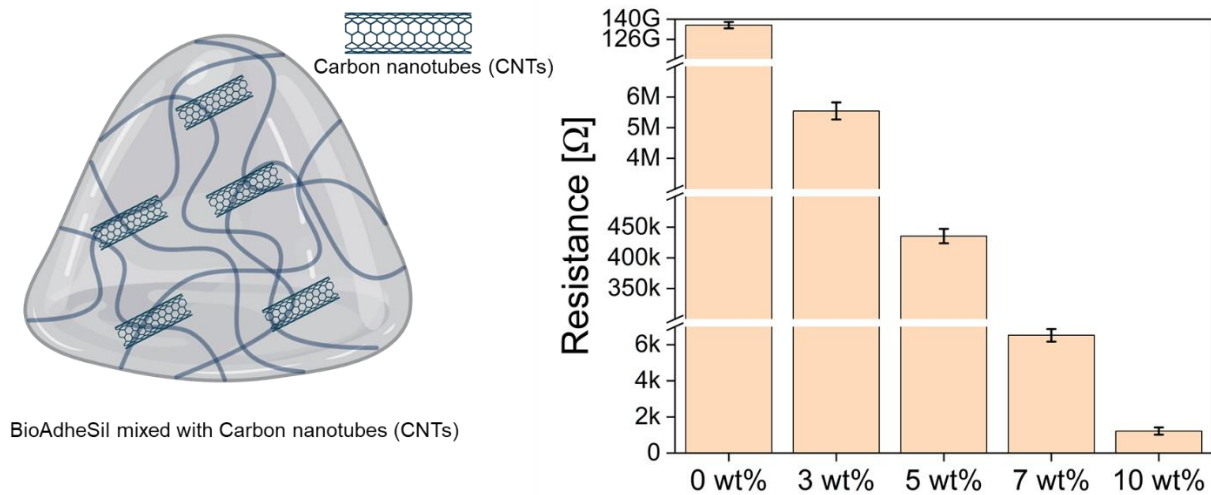 Carbon nanotubes (CNTs)
BioAdheSil mixed with Carbon nanotubes (CNTs)
Resistance [Ω]
140G
126G
6M
5M
4M
450k
400k
350k
6k
4k
2k
0
0 wt% 3 wt% 5 wt% 7 wt% 10 wt%